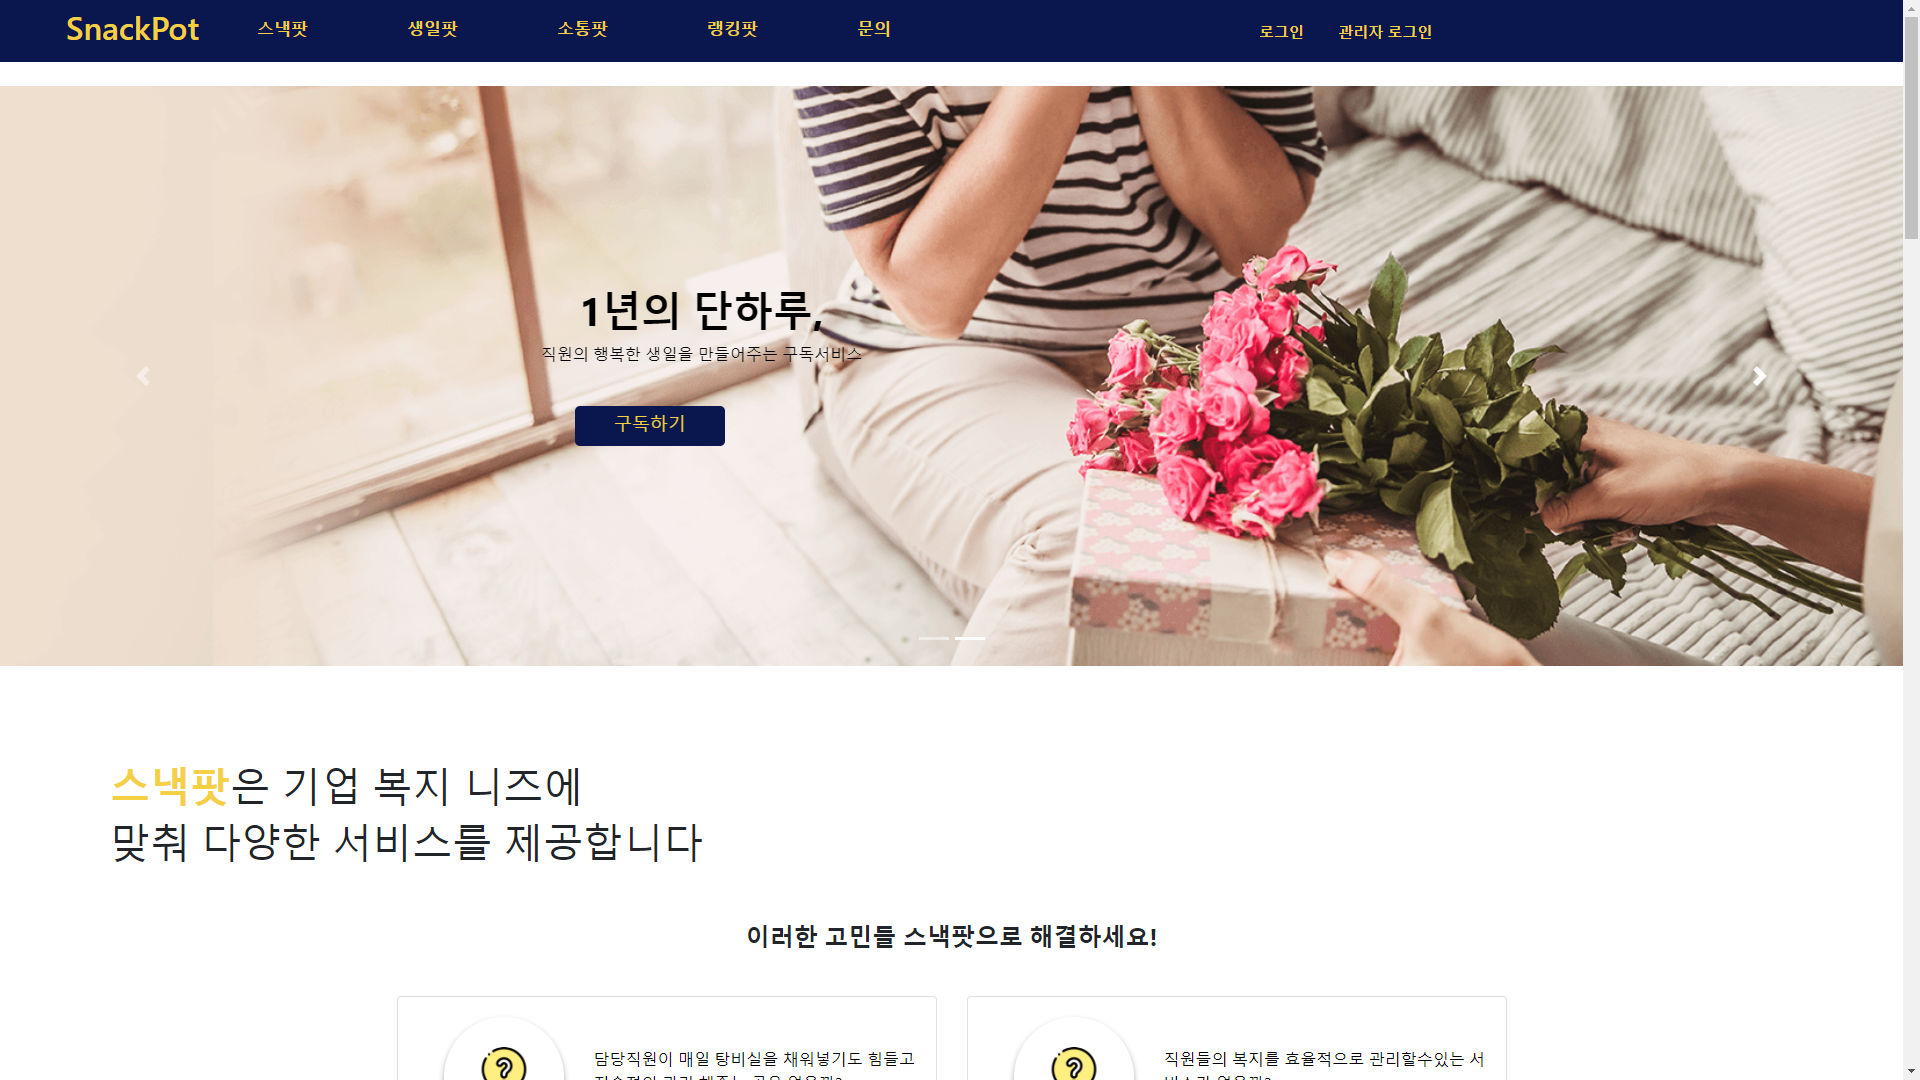 SnackPot
스낵팟
생일팟
소통팟
랭킹팟
문의
로그인
관리자 로그인
1년의 단하루,
직원의 행복한 생일을 만들어주는 구독서비스
구독하기
스낵팟은 기업 복지 니즈에
맞춰 다양한 서비스를 제공합니다
이러한 고민들 스낵팟으로 해결하세요!
담당직원이 매일 탕비실을 채워넣기도 힘들고
직원들의 복지를 효율적으로 관리할수있는 서